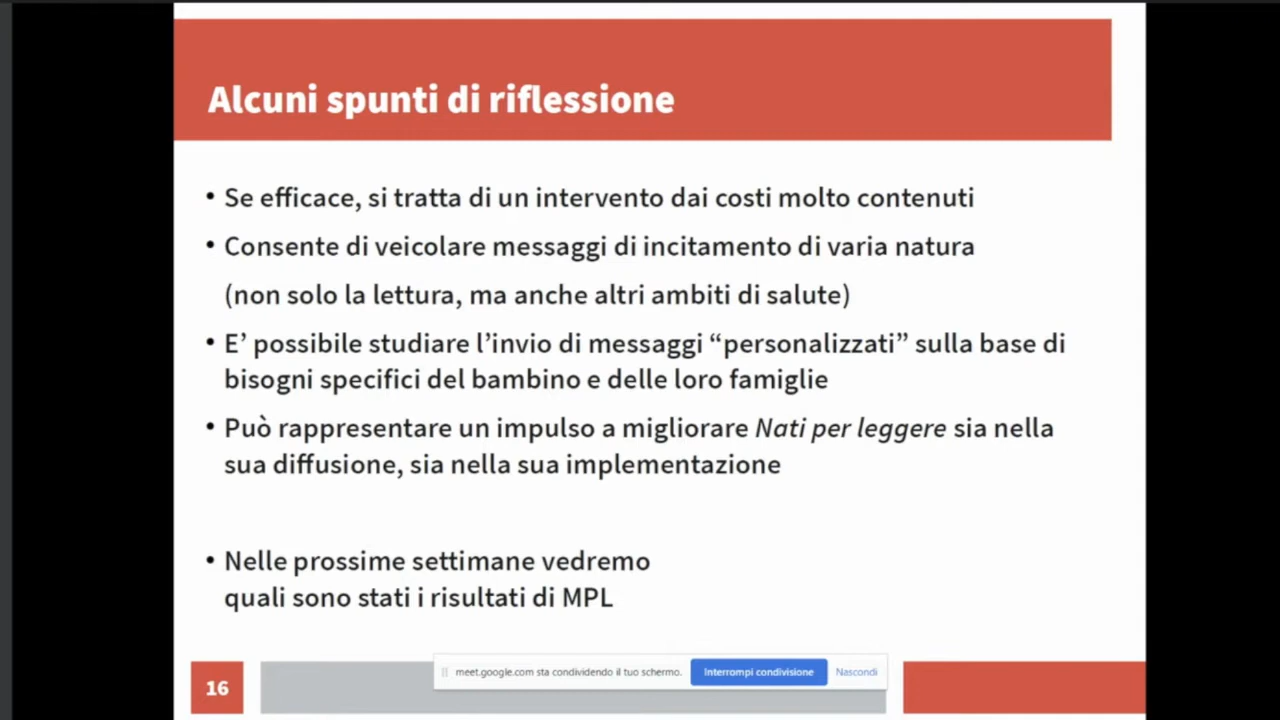 Alcuni spunti di riflessione
• Se efficace, si tratta di un intervento dai costi molto contenuti
• Consente di veicolare messaggi di incitamento di varia natura
(non solo la lettura, ma anche altri ambiti di salute)
• E’ possibile studiare l’invio di messaggi “personalizzati” sulla base di
bisogni specifici del bambino e delle loro famiglie
• Può rappresentare un impulso a migliorare Nati per leggere sia nella
sua diffusione, sia nella sua implementazione
• Nelle prossime settimane vedremo
quali sono stati i risultati di MPL
16
meet.google.com sta condividendo il tuo schermo. Interrompi condivisione Nascondi